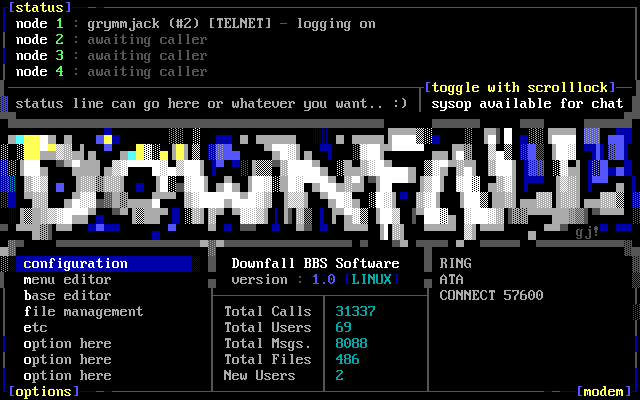 [status]
node 1 : grymmjack (#2) [TELNET] - logging on
node 2 : awaiting caller
node 3 : awaiting caller
node 4 : awaiting caller
[toggle with scrolllock]
status line can go here or whatever you want.. :)
sysop available for chat
DOWNFALL
gj!
configuration
menu editor
base editor
file management
etc
option here
option here
option here
[options]
Downfall BBS Software
version : 1.0 [LINUX]
Total Calls 31337
Total Users 69
Total Msgs. 8088
Total Files 486
New Users 2
RING
ATA
CONNECT 57600
[modem]